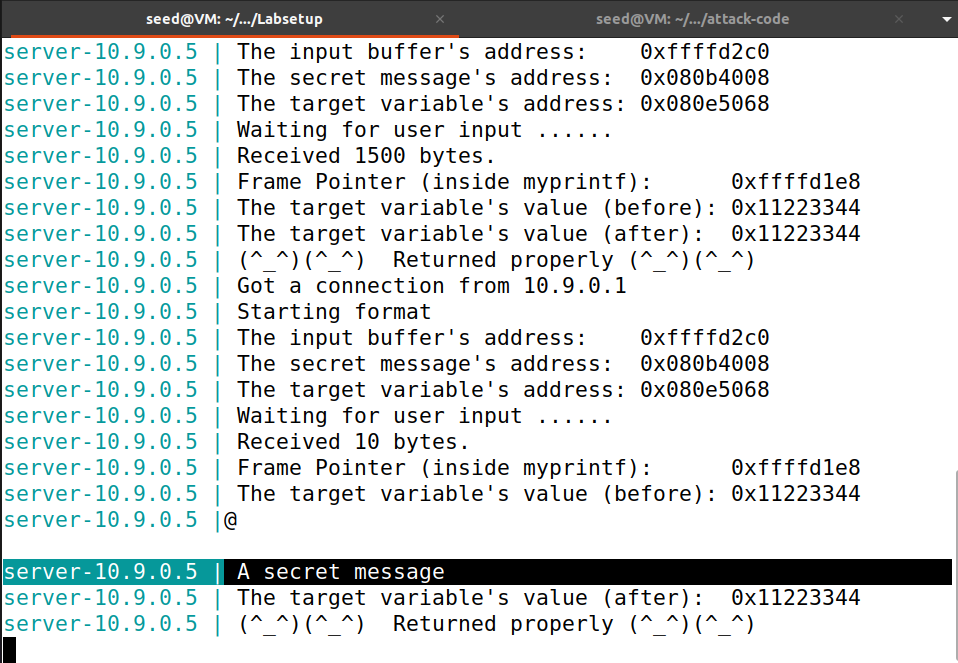 seed@VM: ~/.../Labsetup × seed@VM: ~/.../attack-code ×
server-10.9.0.5 | The input buffer's address:    0xffffd2c0
server-10.9.0.5 | The secret message's address:  0x080b4008
server-10.9.0.5 | The target variable's address: 0x080e5068
server-10.9.0.5 | Waiting for user input ......
server-10.9.0.5 | Received 1500 bytes.
server-10.9.0.5 | Frame Pointer (inside myprintf):      0xffffd1e8
server-10.9.0.5 | The target variable's value (before): 0x11223344
server-10.9.0.5 | The target variable's value (after):  0x11223344
server-10.9.0.5 | (^_^)(^_^)  Returned properly (^_^)(^_^)
server-10.9.0.5 | Got a connection from 10.9.0.1
server-10.9.0.5 | Starting format
server-10.9.0.5 | The input buffer's address:    0xffffd2c0
server-10.9.0.5 | The secret message's address:  0x080b4008
server-10.9.0.5 | The target variable's address: 0x080e5068
server-10.9.0.5 | Waiting for user input ......
server-10.9.0.5 | Received 10 bytes.
server-10.9.0.5 | Frame Pointer (inside myprintf):      0xffffd1e8
server-10.9.0.5 | The target variable's value (before): 0x11223344
server-10.9.0.5 |@
server-10.9.0.5 | A secret message
server-10.9.0.5 | The target variable's value (after):  0x11223344
server-10.9.0.5 | (^_^)(^_^)  Returned properly (^_^)(^_^)